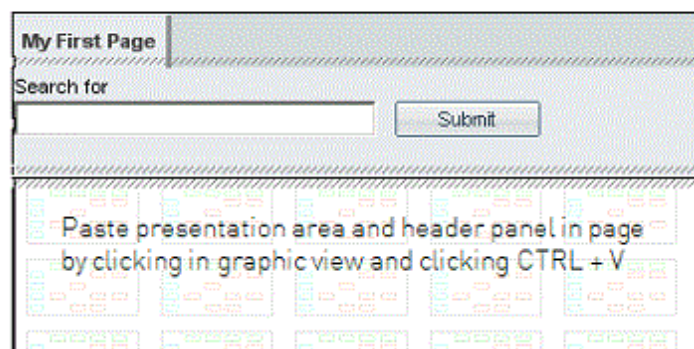 My First Page
Search for
Submit
Paste presentation area and header panel in page
by clicking in graphic view and clicking CTRL + V